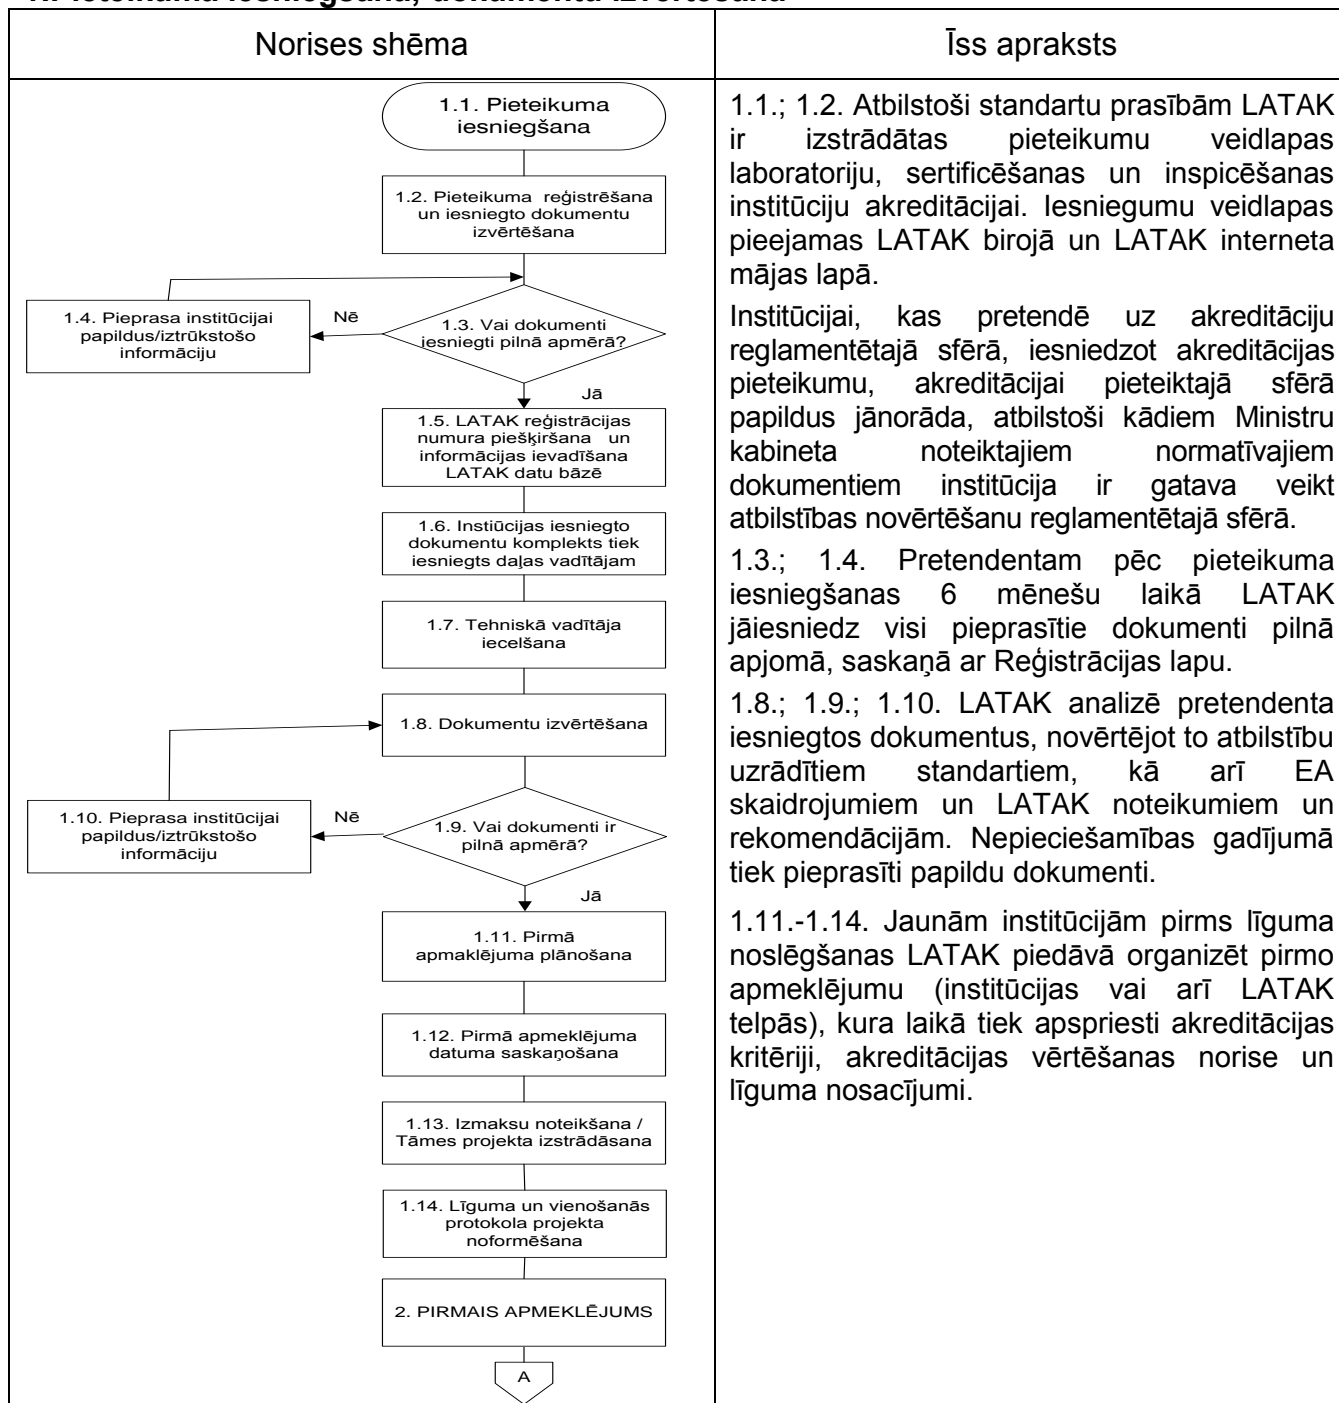 1. Pieteikuma iesniegšana, dokumentu izvērtēšana
Norises shēma
Īss apraksts
1.1. Pieteikuma
iesniegšana
1.2. Pieteikuma reģistrēšana
un iesniegto dokumentu
izvērtēšana
1.4. Pieprasa institūcijai
papildus/iztrūkstošo
informāciju
Nē
1.3. Vai dokumenti
iesniegti pilnā apmērā?
Jā
1.5. LATAK reģistrācijas
numura piešķiršana un
informācijas ievadīšana
LATAK datu bāzē
1.6. Instiūcijas iesniegto
dokumentu komplekts tiek
iesniegts daļas vadītājam
1.7. Tehniskā vadītāja
iecelšana
1.8. Dokumentu izvērtēšana
1.10. Pieprasa institūcijai
papildus/iztrūkstošo
informāciju
Nē
1.9. Vai dokumenti ir
pilnā apmērā?
Jā
1.11. Pirmā
apmaklējuma plānošana
1.12. Pirmā apmeklējuma
datuma saskaņošana
1.13. Izmaksu noteikšana /
Tāmes projekta izstrādāsana
1.14. Līguma un vienošanās
protokola projekta
noformēšana
2. PIRMAIS APMEKLĒJUMS
A
1.1.; 1.2. Atbilstoši standartu prasībām LATAK
ir izstrādātas pieteikumu veidlapas
laboratoriju, sertificēšanas un inspicēšanas
institūciju akreditācijai. Iesniegumu veidlapas
pieejamas LATAK birojā un LATAK interneta
mājas lapā.
Institūcijai, kas pretendē uz akreditāciju
reglamentētajā sfērā, iesniedzot akreditācijas
pieteikumu, akreditācijai pieteiktajā sfērā
papildus jānorāda, atbilstoši kādiem Ministru
kabineta noteiktajiem normatīvajiem
dokumentiem institūcija ir gatava veikt
atbilstības novērtēšanu reglamentētajā sfērā.
1.3.; 1.4. Pretendentam pēc pieteikuma
iesniegšanas 6 mēnešu laikā LATAK
jāiesniedz visi pieprasītie dokumenti pilnā
apjomā, saskaņā ar Reģistrācijas lapu.
1.8.; 1.9.; 1.10. LATAK analizē pretendenta
iesniegtos dokumentus, novērtējot to atbilstību
uzrādītiem standartiem, kā arī EA
skaidrojumiem un LATAK noteikumiem un
rekomendācijām. Nepieciešamības gadījumā
tiek pieprasīti papildu dokumenti.
1.11.-1.14. Jaunām institūcijām pirms līguma
noslēgšanas LATAK piedāvā organizēt pirmo
apmeklējumu (institūcijas vai arī LATAK
telpās), kura laikā tiek apspriesti akreditācijas
kritēriji, akreditācijas vērtēšanas norise un
līguma nosacījumi.